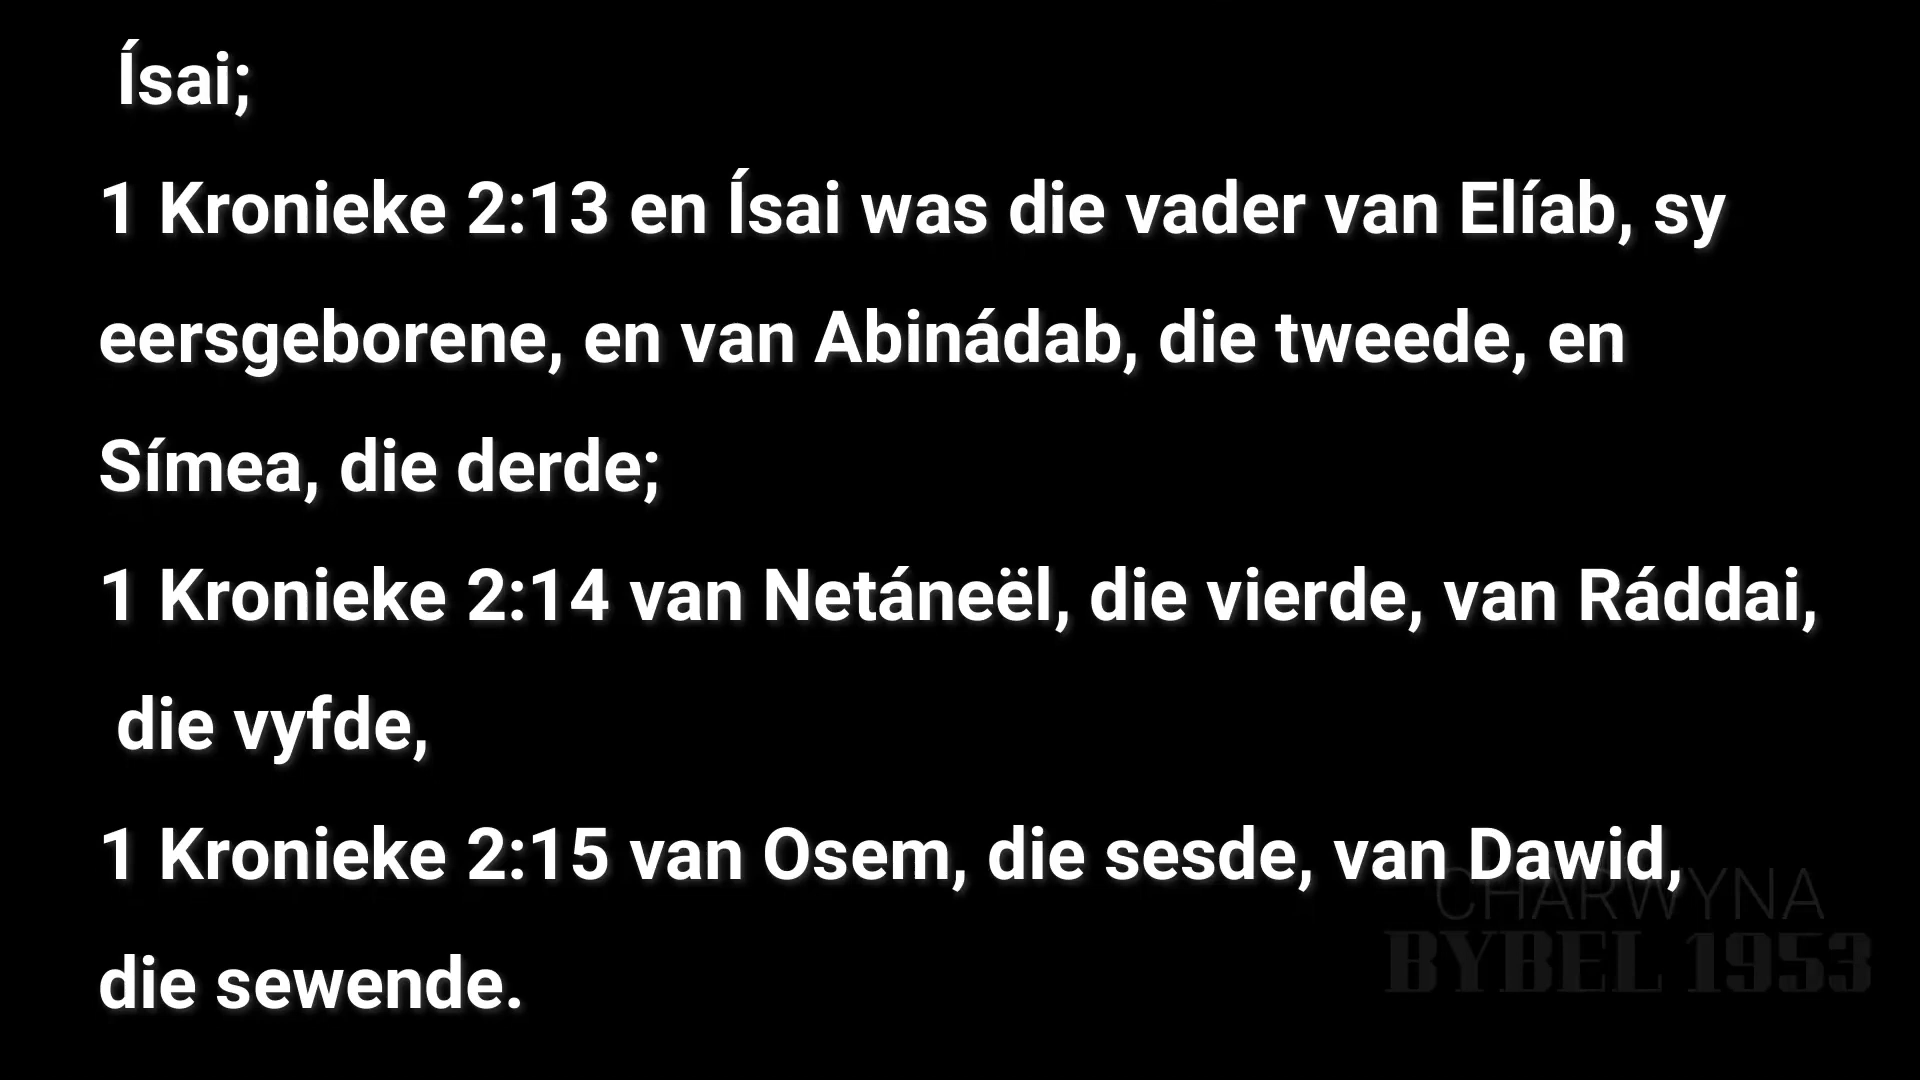 Ísai;
1 Kronieke 2:13 en Ísai was die vader van Elíab, sy
eersgeborene, en van Abinádab, die tweede, en
Símea, die derde;
1 Kronieke 2:14 van Netáneël, die vierde, van Ráddai,
die vyfde,
1 Kronieke 2:15 van Osem, die sesde, van Dawid,
die sewende.
CHARWYNA
BYBEL 1953